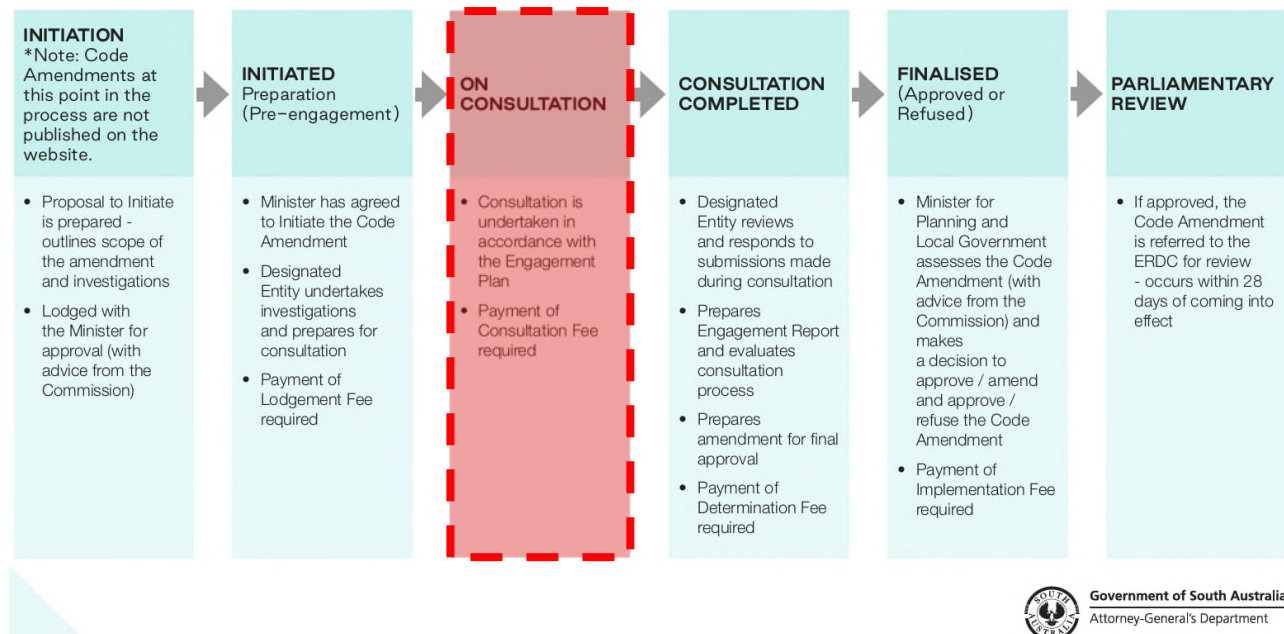 INITIATION
*Note: Code
Amendments at
this point in the
process are not
published on the
website.
• Proposal to Initiate
is prepared -
outlines scope of
the amendment
and investigations
• Lodged with
the Minister for
approval (with
advice from the
Commission)
INITIATED
Preparation
(Pre-engagement)
• Minister has agreed
to Initiate the Code
Amendment
• Designated
Entity undertakes
investigations
and prepares for
consultation
• Payment of
Lodgement Fee
required
ON
CONSULTATION
• Consultation is
undertaken in
accordance with
the Engagement
Plan
• Payment of
Consultation Fee
required
CONSULTATION
COMPLETED
• Designated
Entity reviews
and responds to
submissions made
during consultation
• Prepares
Engagement Report
and evaluates
consultation
process
• Prepares
amendment for final
approval
• Payment of
Determination Fee
required
FINALISED
(Approved or
Refused)
• Minister for
Planning and
Local Government
assesses the Code
Amendment (with
advice from the
Commission) and
makes
a decision to
approve / amend
and approve /
refuse the Code
Amendment
• Payment of
Implementation Fee
required
PARLIAMENTARY
REVIEW
• If approved, the
Code Amendment
is referred to the
ERDC for review
- occurs within 28
days of coming into
effect
SOUTH
AUSTRALIA
Government of South Australia
Attorney-General's Department